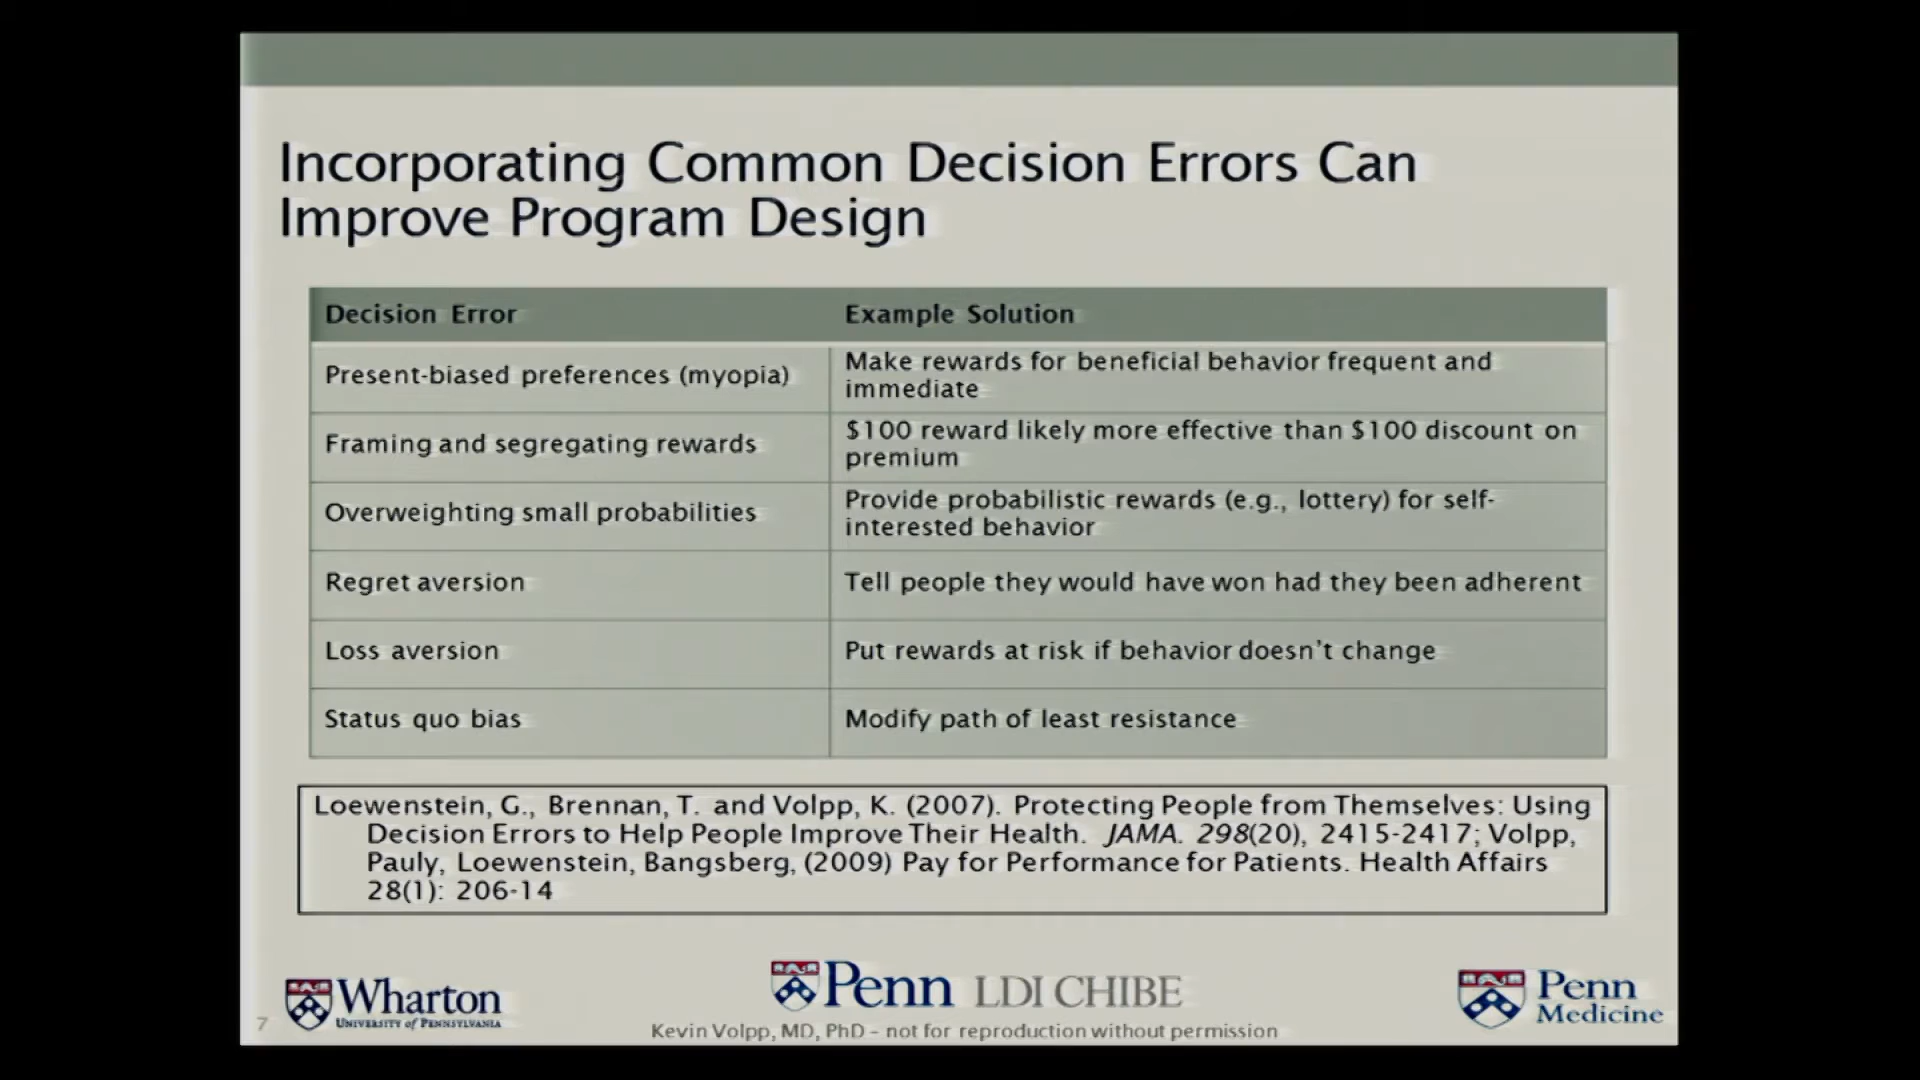 Incorporating Common Decision Errors Can
Improve Program Design
Decision Error
Example Solution
Present-biased preferences (myopia)
Make rewards for beneficial behavior frequent and
immediate
Framing and segregating rewards
$100 reward likely more effective than $100 discount on
premium
Overweighting small probabilities
Provide probabilistic rewards (e.g., lottery) for self-
interested behavior
Regret aversion
Tell people they would have won had they been adherent
Loss aversion
Put rewards at risk if behavior doesn't change
Status quo bias
Modify path of least resistance
Loewenstein, G., Brennan, T. and Volpp, K. (2007). Protecting People from Themselves: Using
Decision Errors to Help People Improve Their Health. JAMA. 298(20), 2415-2417; Volpp,
Pauly, Loewenstein, Bangsberg, (2009) Pay for Performance for Patients. Health Affairs
28(1): 206-14
7
Wharton
UNIVERSITY of PENNSYLVANIA
Penn LDI CHIBE
Kevin Volpp, MD, PhD – not for reproduction without permission
Penn
Medicine